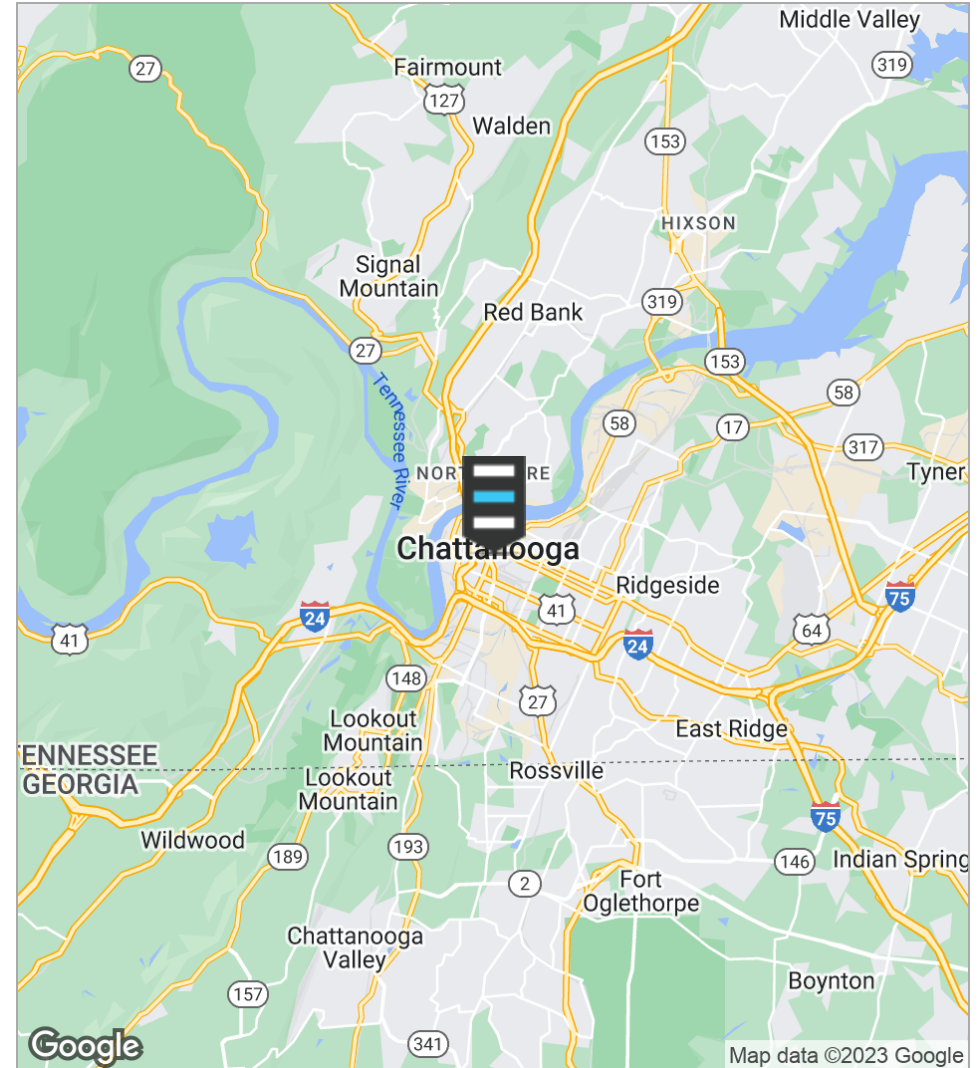 Middle Valley
27
Fairmount
319
127
Walden
153
HIXSON
Signal
Mountain
319
Red Bank
27
153
Tennessee River
58
58
17
317
Tyner
Chattanooga
Ridgeside
75
41
24
64
41
24
148
27
Lookout
Mountain
East Ridge
TENNESSEE
GEORGIA
Rossville
Lookout
Mountain
75
Wildwood
193
189
146
Indian Spring
2
Fort
Oglethorpe
Chattanooga
Valley
Boynton
157
341
Google
Map data ©2023 Google